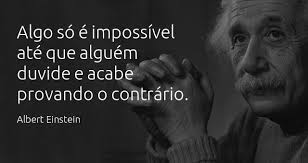 Algo só é impossível
até que alguém
duvide e acabe
provando o contrário.
Albert Einstein